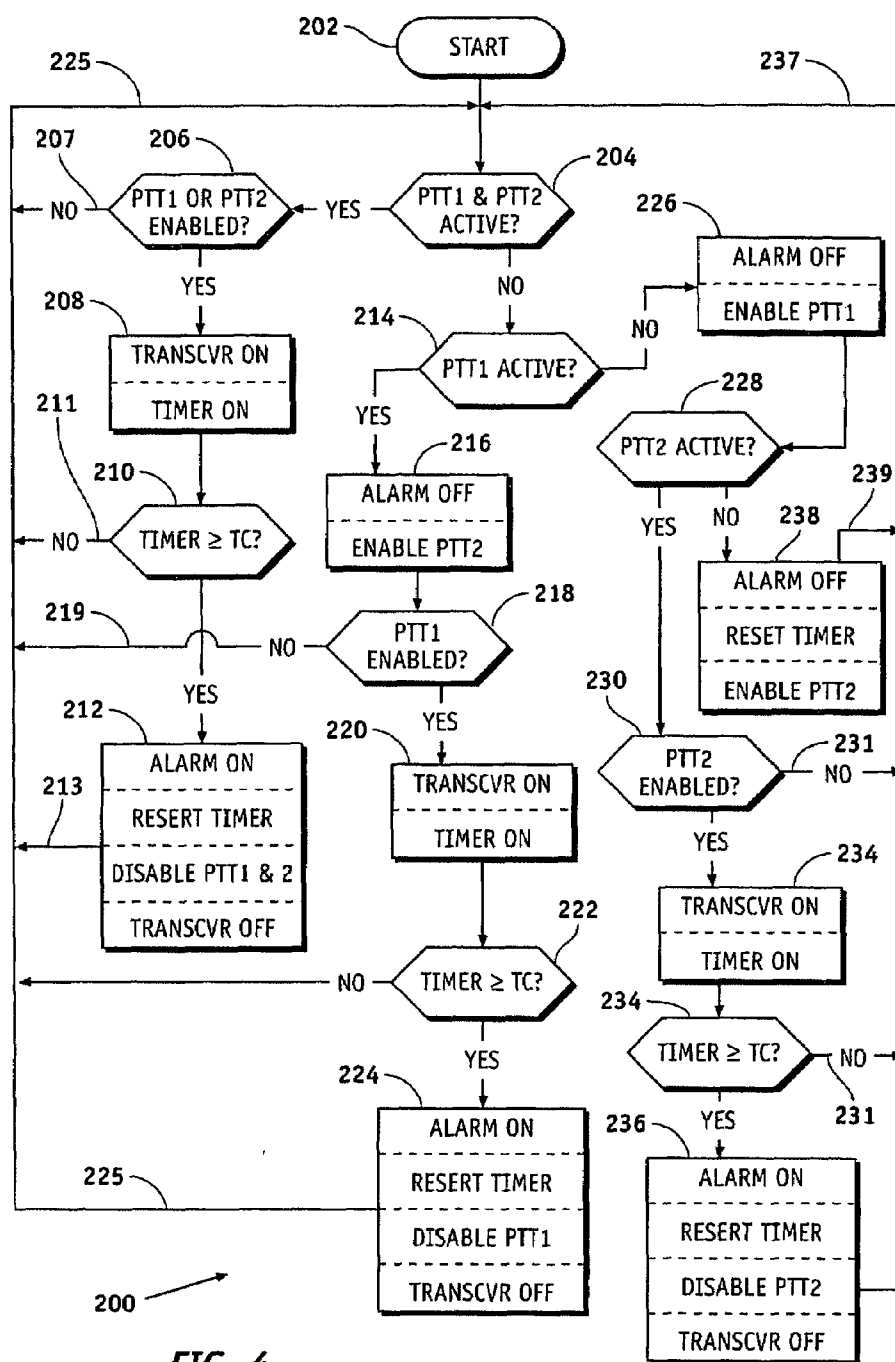 202
START
225
237
206
207
204
PTT1 OR PTT2
ENABLED?
NO
YES
PTT1 & PTT2
ACTIVE?
226
ALARM OFF
ENABLE PTT1
YES
NO
208
214
NO
TRANSCVR ON
TIMER ON
PTT1 ACTIVE?
211
YES
228
210
216
PTT2 ACTIVE?
ALARM OFF
ENABLE PTT2
239
NO
TIMER ≥ TC?
YES
NO
238
ALARM OFF
RESET TIMER
ENABLE PTT2
219
218
NO
PTT1
ENABLED?
YES
212
YES
230
220
231
ALARM ON
RESERT TIMER
DISABLE PTT1 & 2
TRANSCVR OFF
213
TRANSCVR ON
TIMER ON
PTT2
ENABLED?
NO
YES
234
TRANSCVR ON
TIMER ON
222
NO
TIMER ≥ TC?
234
YES
TIMER ≥ TC?
NO
231
224
YES
ALARM ON
RESERT TIMER
DISABLE PTT1
TRANSCVR OFF
236
225
ALARM ON
RESERT TIMER
DISABLE PTT2
TRANSCVR OFF
200
FIG. 4